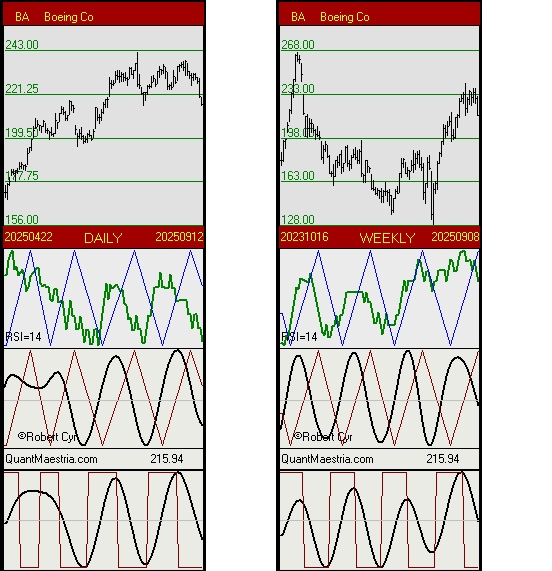 BA Boeing Co
243.00
221.25
199.50
177.75
156.00
20250422 DAILY 20250912
RSI=14
©Robert Cyr
QuantMaestria.com 215.94
BA Boeing Co
268.00
233.00
198.00
163.00
128.00
20231016 WEEKLY 20250908
RSI=14
©Robert Cyr
QuantMaestria.com 215.94